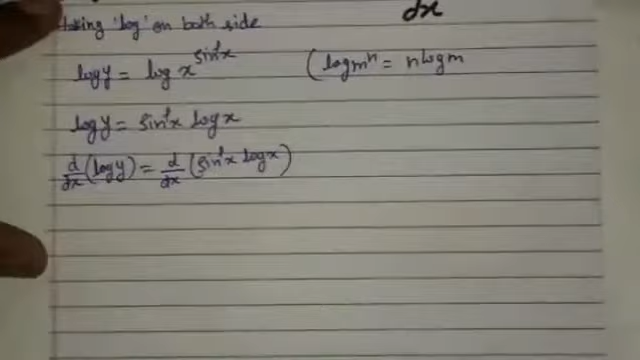 dx
taking 'log' on both side
log y = log x^sin⁻¹x (log mⁿ = n log m
log y = sin⁻¹x log x
d/dx (log y) = d/dx (sin⁻¹x log x)